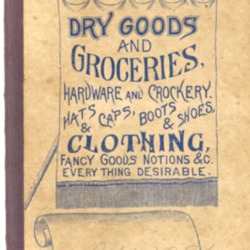 DRY GOODS
AND
GROCERIES,
HARDWARE AND CROCKERY.
HATS CAPS, BOOTS & SHOES,
&
CLOTHING,
FANCY GOODS NOTIONS &C.
EVERY THING DESIRABLE.